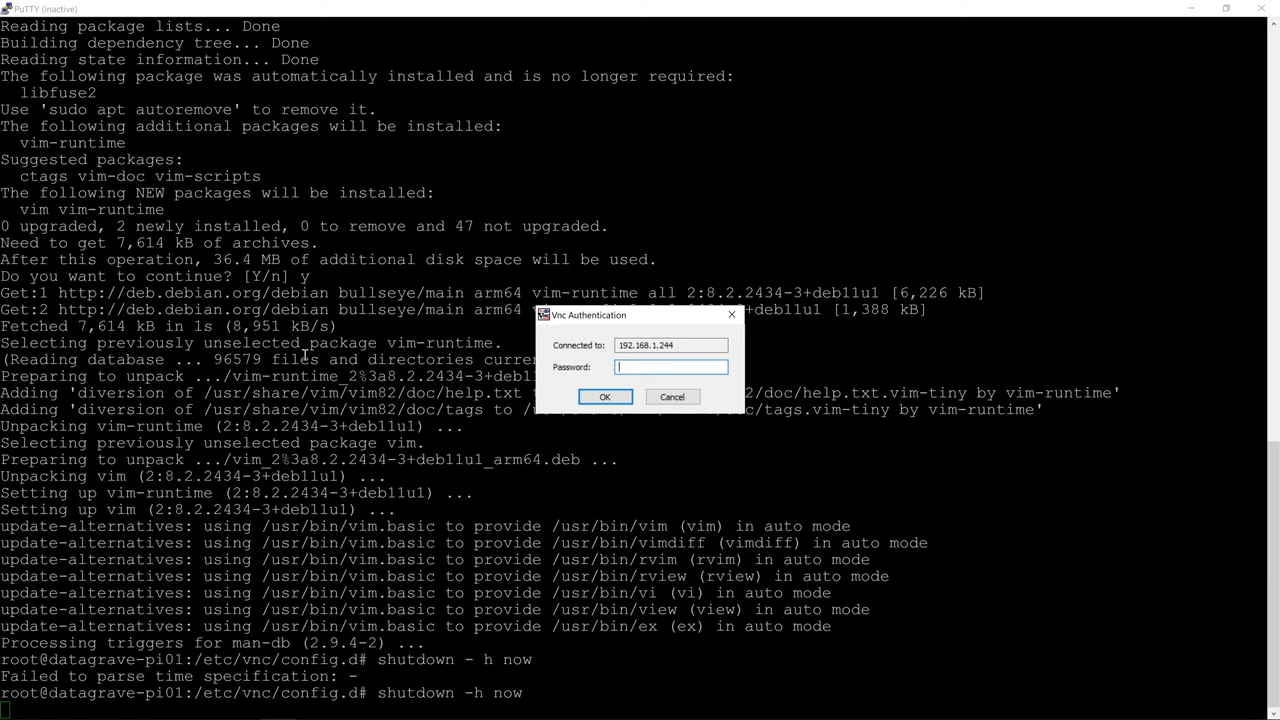 PuTTY (inactive)
Reading package lists... Done
Building dependency tree... Done
Reading state information... Done
The following package was automatically installed and is no longer required:
libfuse2
Use 'sudo apt autoremove' to remove it.
The following additional packages will be installed:
vim-runtime
Suggested packages:
ctags vim-doc vim-scripts
The following NEW packages will be installed:
vim vim-runtime
0 upgraded, 2 newly installed, 0 to remove and 47 not upgraded.
Need to get 7,614 kB of archives.
After this operation, 36.4 MB of additional disk space will be used.
Do you want to continue? [Y/n] y
Get:1 http://deb.debian.org/debian bullseye/main arm64 vim-runtime all 2:8.2.2434-3+deb11u1 [6,226 kB]
Get:2 http://deb.debian.org/debian bullseye/main arm64 +deb11u1 [1,388 kB]
Fetched 7,614 kB in 1s (8,951 kB/s)
Selecting previously unselected package vim-runtime.
(Reading database ... 96579 files and directories curre
Preparing to unpack .../vim-runtime_2%3a8.2.2434-3+deb1
Adding 'diversion of /usr/share/vim/vim82/doc/help.txt t 2/doc/help.txt.vim-tiny by vim-runtime'
Adding 'diversion of /usr/share/vim/vim82/doc/tags to / oc/tags.vim-tiny by vim-runtime'
Unpacking vim-runtime (2:8.2.2434-3+deb11u1) ...
Selecting previously unselected package vim.
Preparing to unpack .../vim_2%3a8.2.2434-3+deb11u1_arm64.deb ...
Unpacking vim (2:8.2.2434-3+deb11u1) ...
Setting up vim-runtime (2:8.2.2434-3+deb11u1) ...
Setting up vim (2:8.2.2434-3+deb11u1) ...
update-alternatives: using /usr/bin/vim.basic to provide /usr/bin/vim (vim) in auto mode
update-alternatives: using /usr/bin/vim.basic to provide /usr/bin/vimdiff (vimdiff) in auto mode
update-alternatives: using /usr/bin/vim.basic to provide /usr/bin/rvim (rvim) in auto mode
update-alternatives: using /usr/bin/vim.basic to provide /usr/bin/rview (rview) in auto mode
update-alternatives: using /usr/bin/vim.basic to provide /usr/bin/vi (vi) in auto mode
update-alternatives: using /usr/bin/vim.basic to provide /usr/bin/view (view) in auto mode
update-alternatives: using /usr/bin/vim.basic to provide /usr/bin/ex (ex) in auto mode
Processing triggers for man-db (2.9.4-2) ...
root@datagrave-pi01:/etc/vnc/config.d# shutdown - h now
Failed to parse time specification: -
root@datagrave-pi01:/etc/vnc/config.d# shutdown -h now
Vnc Authentication
Connected to: 192.168.1.244
Password:
OK Cancel